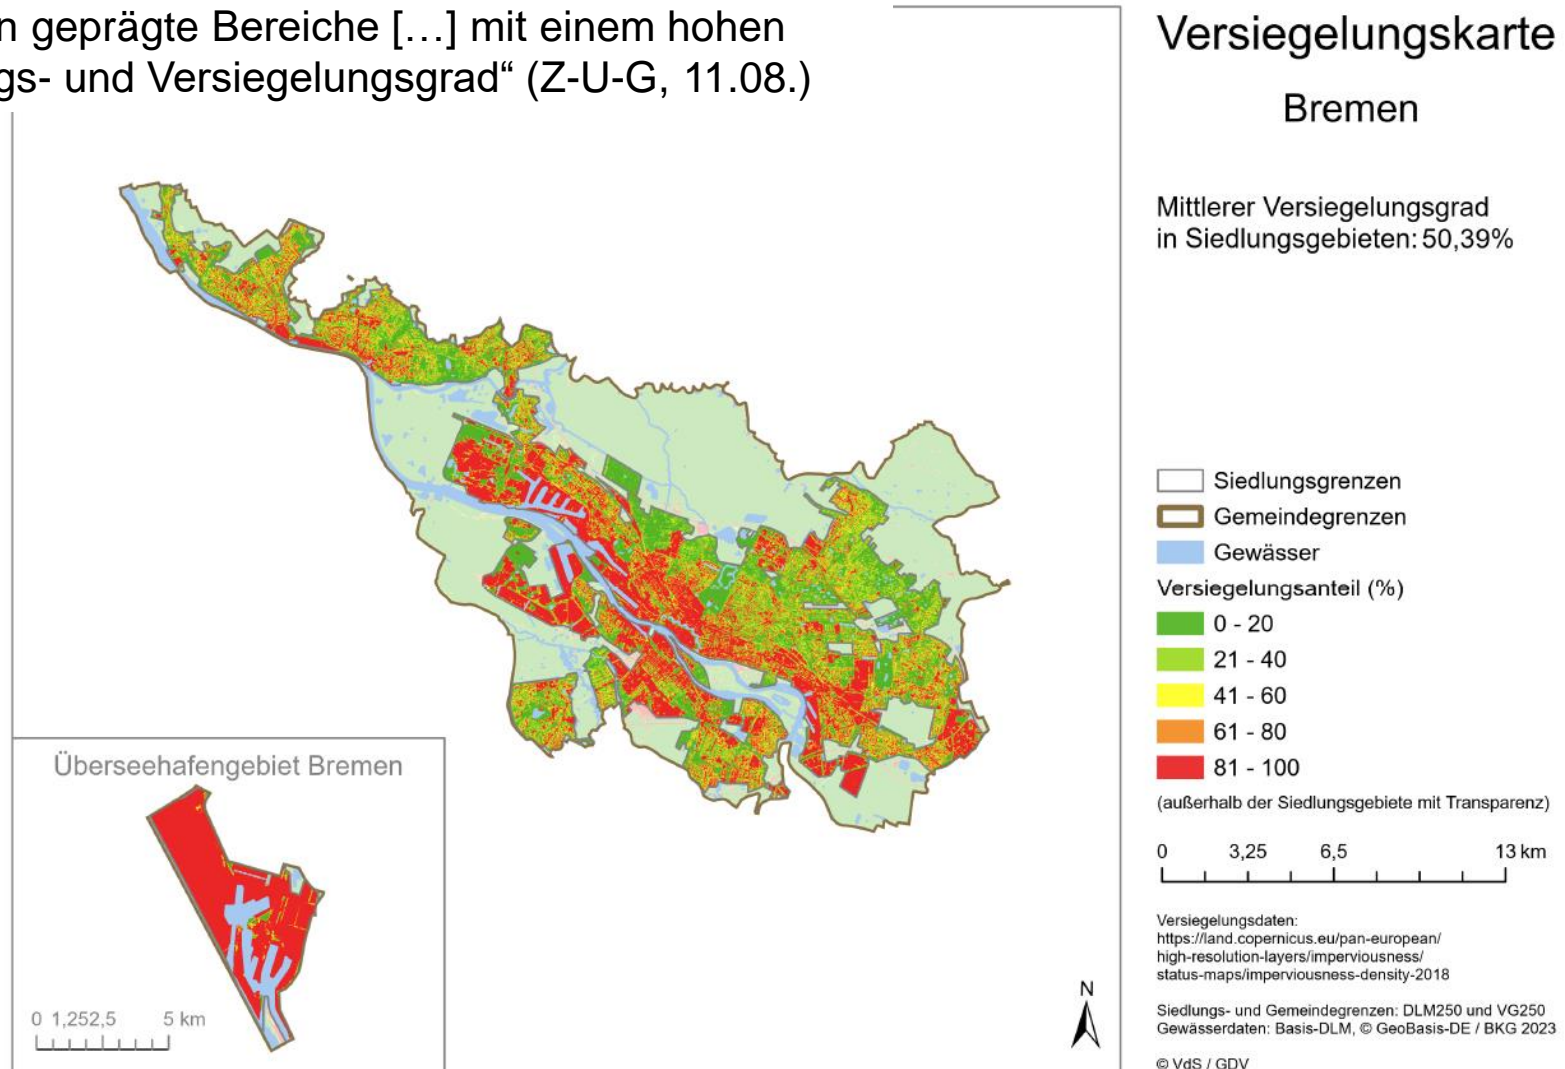 n geprägte Bereiche […] mit einem hohen
gs- und Versiegelungsgrad“ (Z-U-G, 11.08.)
Versiegelungskarte
Bremen
Mittlerer Versiegelungsgrad
in Siedlungsgebieten: 50,39%
Siedlungsgrenzen
Gemeindegrenzen
Gewässer
Versiegelungsanteil (%)
0 - 20
21 - 40
41 - 60
61 - 80
81 - 100
(außerhalb der Siedlungsgebiete mit Transparenz)
0 3,25 6,5 13 km
Versiegelungsdaten:
https://land.copernicus.eu/pan-european/
high-resolution-layers/imperviousness/
status-maps/imperviousness-density-2018
Siedlungs- und Gemeindegrenzen: DLM250 und VG250
Gewässerdaten: Basis-DLM, © GeoBasis-DE / BKG 2023
© VdS / GDV
Überseehafengebiet Bremen
0 1,252,5 5 km
N